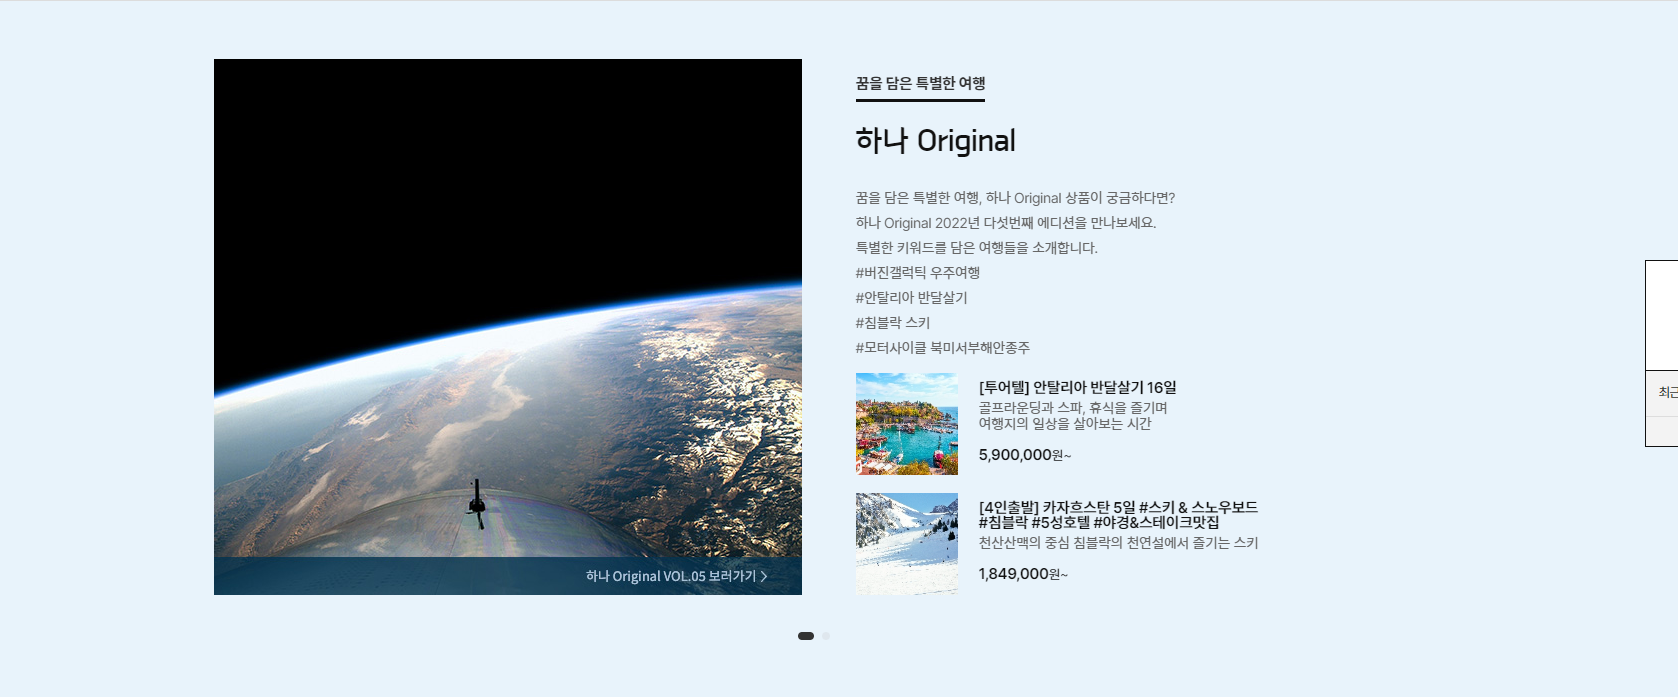 꿈을 담은 특별한 여행
하나 Original
꿈을 담은 특별한 여행, 하나 Original 상품이 궁금하다면?
하나 Original 2022년 다섯번째 에디션을 만나보세요.
특별한 키워드를 담은 여행들을 소개합니다.
#버진갤럭틱 우주여행
#안탈리아 반달살기
#침블락 스키
#모터사이클 북미서부해안종주
[투어텔] 안탈리아 반달살기 16일
골프라운딩과 스파, 휴식을 즐기며
여행지의 일상을 살아보는 시간
5,900,000원~
[4인출발] 카자흐스탄 5일 #스키 & 스노우보드
#침블락 #5성호텔 #야경&스테이크맛집
천산산맥의 중심 침블락의 천연설에서 즐기는 스키
1,849,000원~
하나 Original VOL.05 보러가기 >
최근